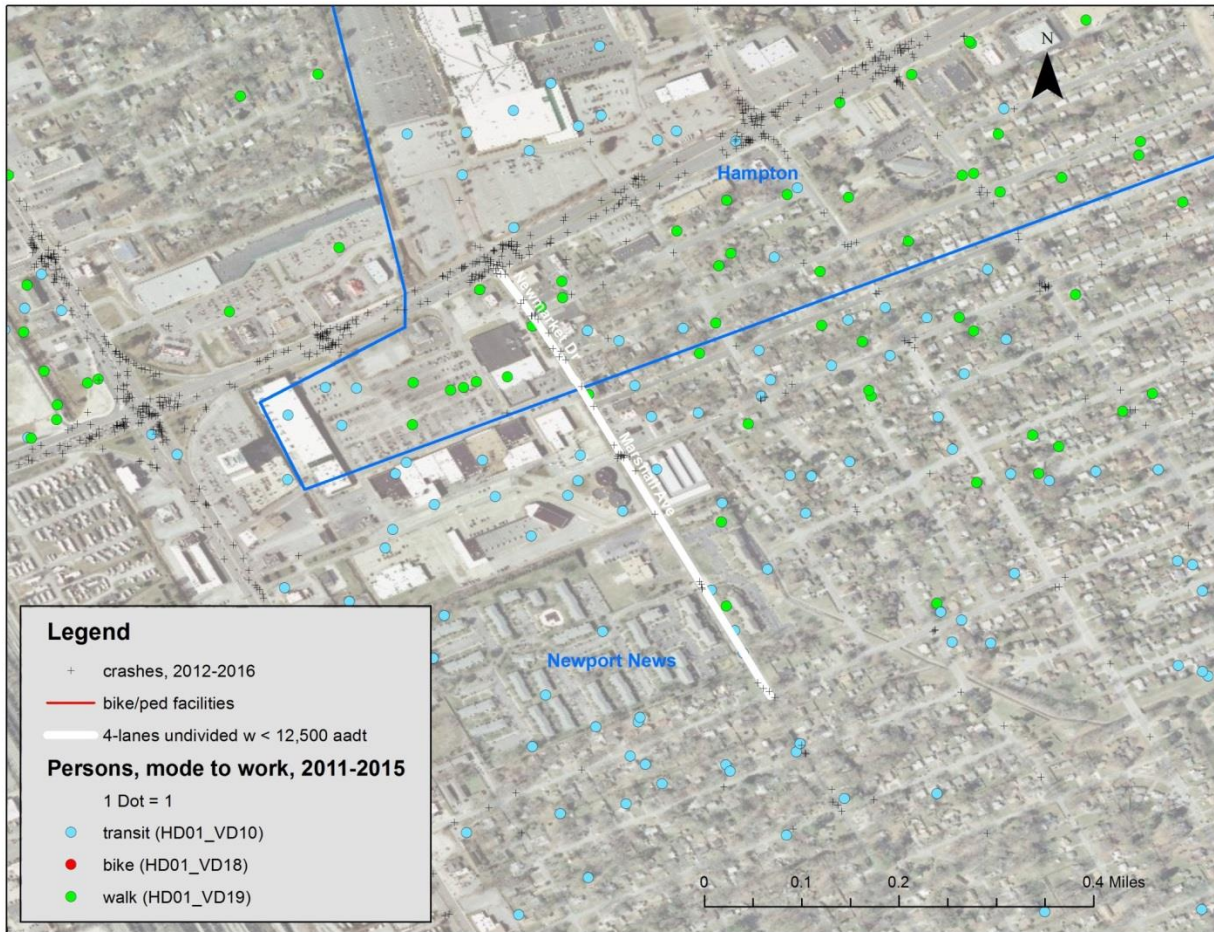 N
Hampton
Newmarket Dr
Marshall Ave
Newport News
Legend
crashes, 2012-2016
bike/ped facilities
4-lanes undivided w < 12,500 aadt
Persons, mode to work, 2011-2015
1 Dot = 1
transit (HD01_VD10)
bike (HD01_VD18)
walk (HD01_VD19)
0 0.1 0.2 0.4 Miles